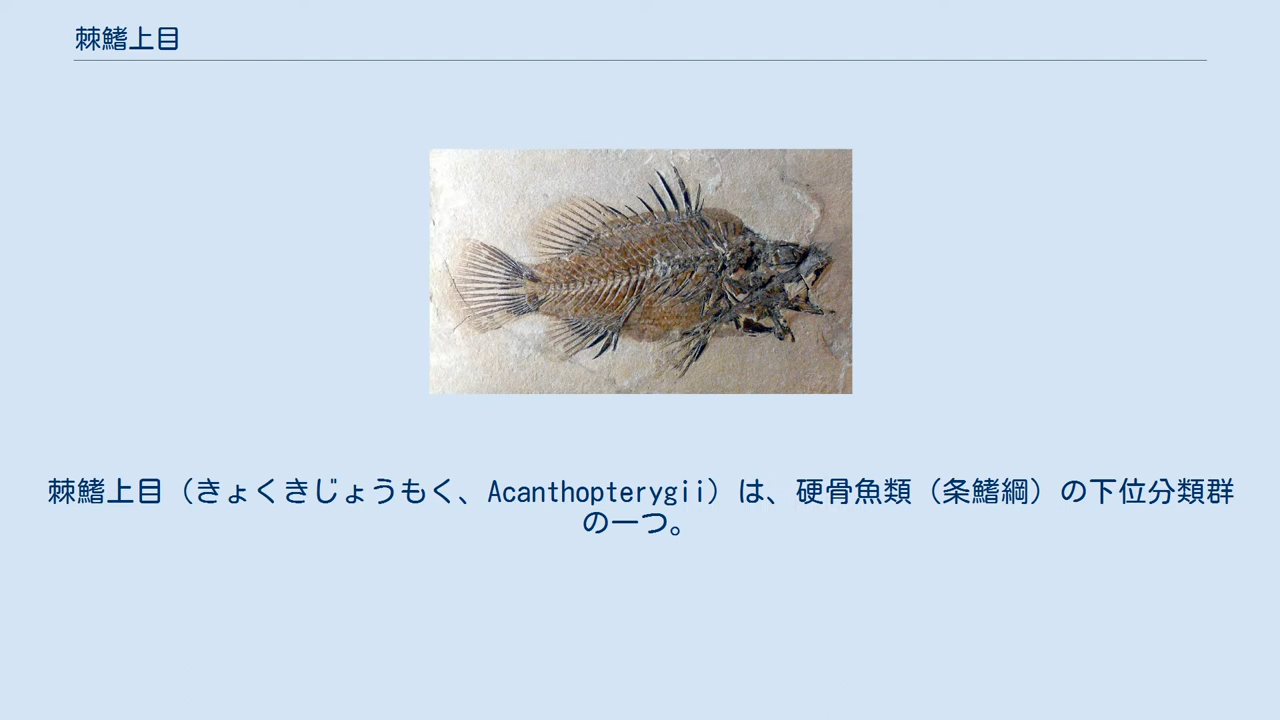 棘鰭上目
棘鰭上目（きょくきじょうもく、Acanthopterygii）は、硬骨魚類（条鰭綱）の下位分類群
の一つ。